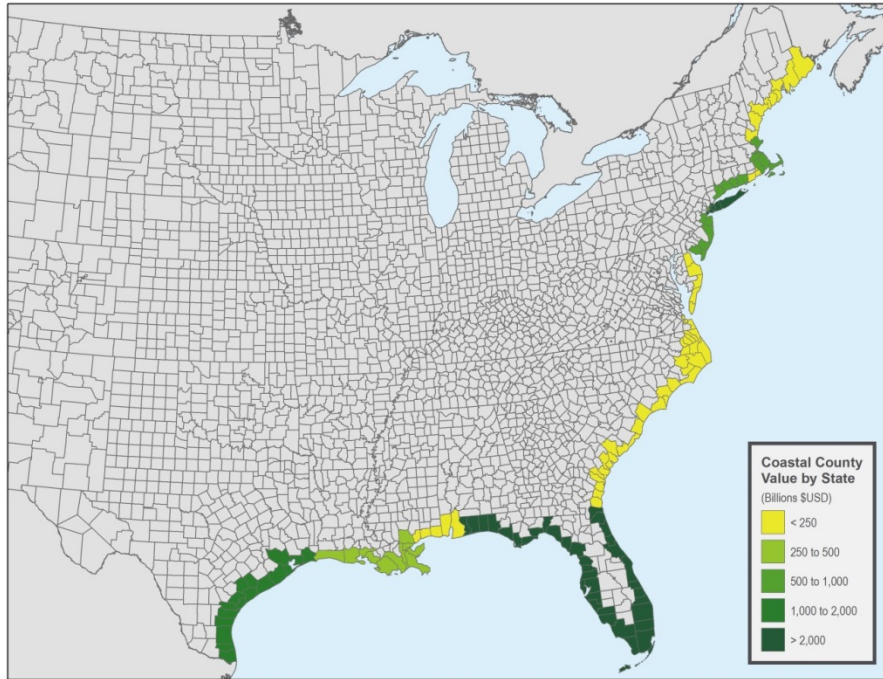 Coastal County
Value by State
(Billions $USD)
< 250
250 to 500
500 to 1,000
1,000 to 2,000
> 2,000